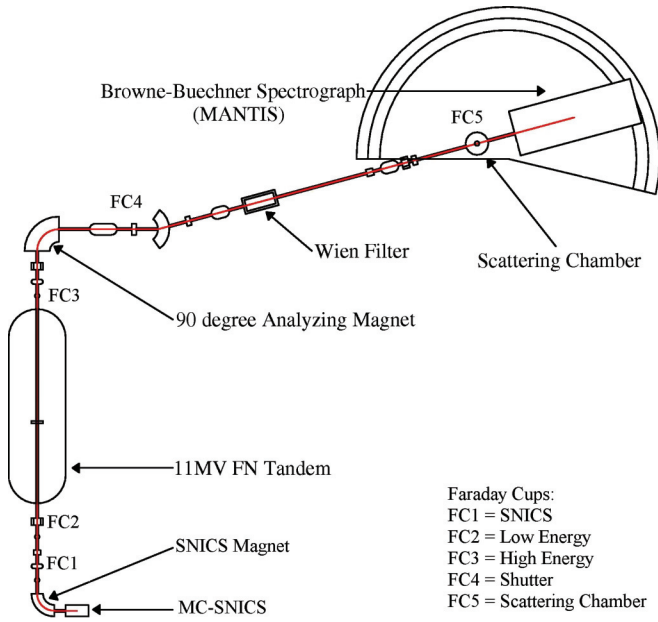 Browne-Buechner Spectrograph
(MANTIS)
FC5
FC4
Wien Filter
Scattering Chamber
FC3
90 degree Analyzing Magnet
11MV FN Tandem
FC2
SNICS Magnet
FC1
MC-SNICS
Faraday Cups:
FC1 = SNICS
FC2 = Low Energy
FC3 = High Energy
FC4 = Shutter
FC5 = Scattering Chamber